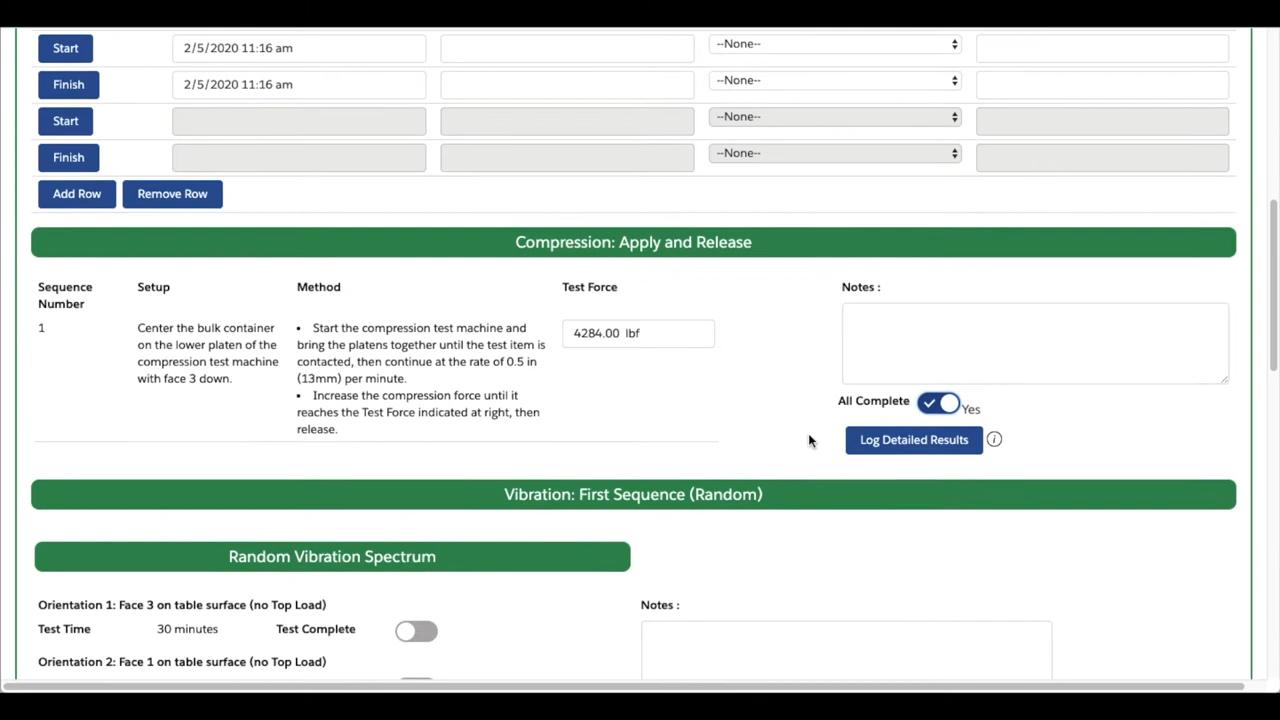 Start 2/5/2020 11:16 am --None--
Finish 2/5/2020 11:16 am --None--
Start --None--
Finish --None--
Add Row Remove Row
Compression: Apply and Release
Sequence Number
Setup
Method
Test Force
Notes :
1
Center the bulk container
on the lower platen of the
compression test machine
with face 3 down.
• Start the compression test machine and
bring the platens together until the test item is
contacted, then continue at the rate of 0.5 in
(13mm) per minute.
• Increase the compression force until it
reaches the Test Force indicated at right, then
release.
4284.00 lbf
All Complete Yes
Log Detailed Results i
Vibration: First Sequence (Random)
Random Vibration Spectrum
Orientation 1: Face 3 on table surface (no Top Load)
Notes :
Test Time 30 minutes Test Complete
Orientation 2: Face 1 on table surface (no Top Load)